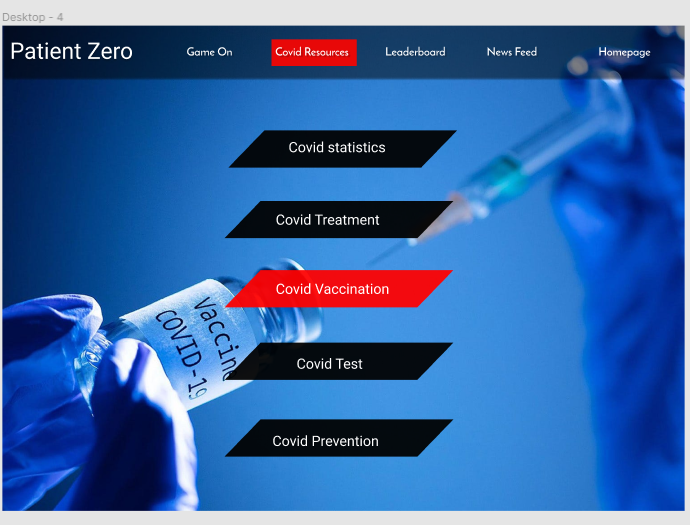 Desktop - 4
Patient Zero
Game On
Covid Resources
Leaderboard
News Feed
Homepage
Covid statistics
Covid Treatment
Covid Vaccination
Covid Test
Covid Prevention
vaccine
COVID-19